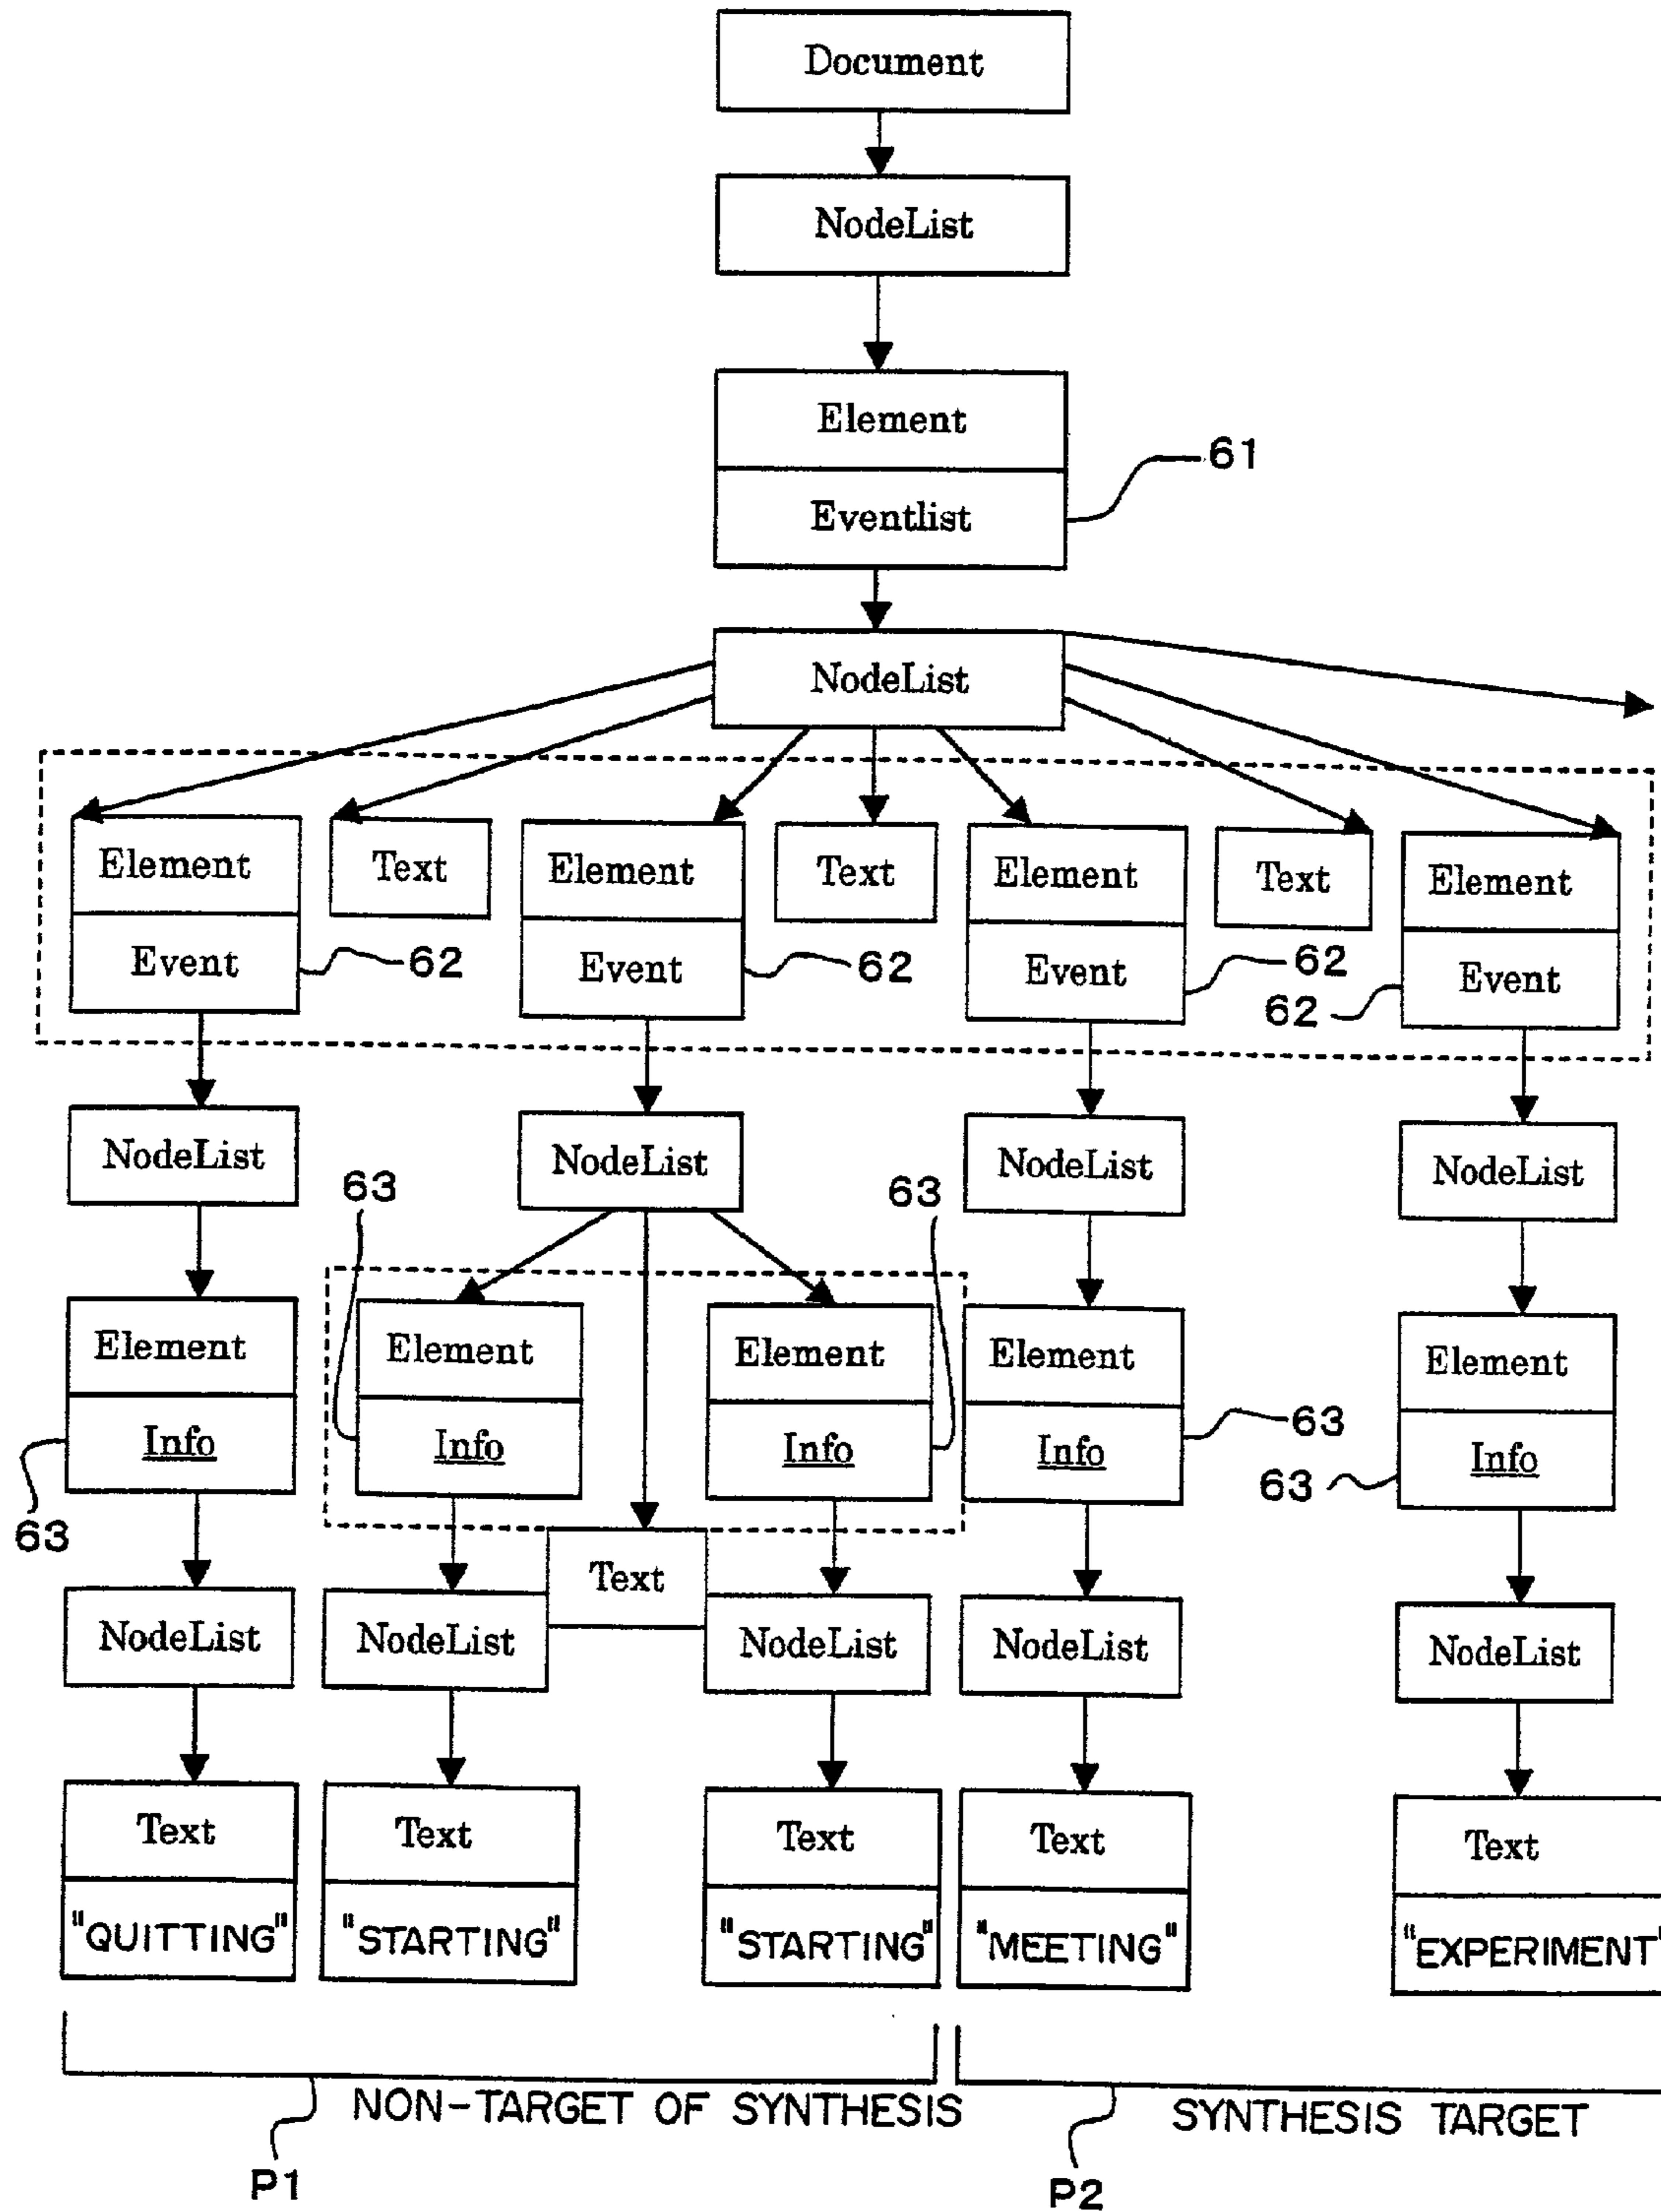 Document
NodeList
Element
Eventlist
61
NodeList
Element
Event
62
Text
Element
Event
62
Text
Element
Event
62
Text
Element
Event
62
NodeList
NodeList
NodeList
NodeList
63
63
Element
Info
63
Element
Info
Element
Info
Element
Info
63
Element
Info
63
Text
NodeList
NodeList
NodeList
NodeList
NodeList
Text
"QUITTING"
Text
"STARTING"
Text
"STARTING"
Text
"MEETING"
Text
"EXPERIMENT"
NON-TARGET OF SYNTHESIS
SYNTHESIS TARGET
P1
P2